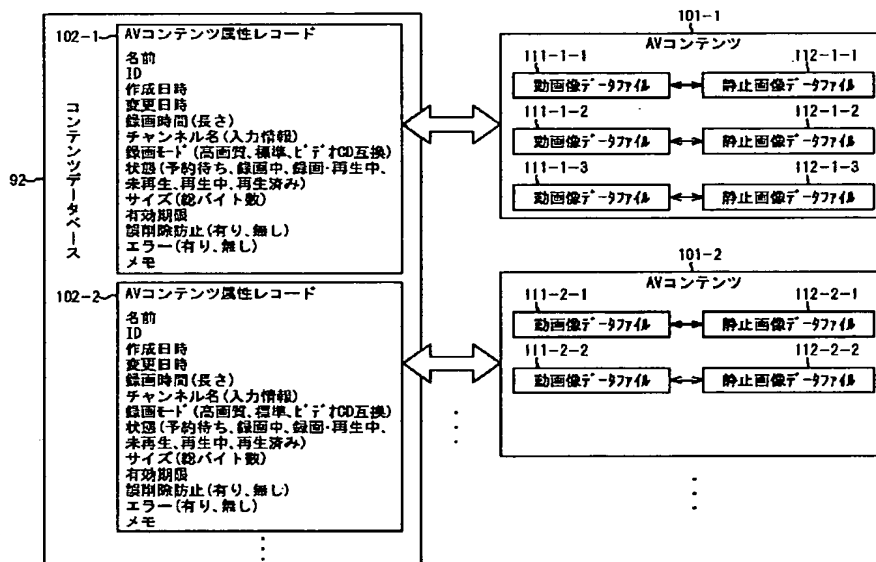 92
コンテンツデータベース
102-1
AVコンテンツ属性レコード
名前
ID
作成日時
変更日時
録画時間(長さ)
チャンネル名(入力情報)
録画モード(高画質、標準、ビデオCD互換)
状態(予約待ち、録画中、録画・再生中、
未再生、再生中、再生済み)
サイズ(総バイト数)
有効期限
誤削除防止(有り、無し)
エラー(有り、無し)
メモ
102-2
AVコンテンツ属性レコード
名前
ID
作成日時
変更日時
録画時間(長さ)
チャンネル名(入力情報)
録画モード(高画質、標準、ビデオCD互換)
状態(予約待ち、録画中、録画・再生中、
未再生、再生中、再生済み)
サイズ(総バイト数)
有効期限
誤削除防止(有り、無し)
エラー(有り、無し)
メモ
101-1
AVコンテンツ
111-1-1
112-1-1
動画像データファイル
静止画像データファイル
111-1-2
112-1-2
動画像データファイル
静止画像データファイル
111-1-3
112-1-3
動画像データファイル
静止画像データファイル
101-2
AVコンテンツ
111-2-1
112-2-1
動画像データファイル
静止画像データファイル
111-2-2
112-2-2
動画像データファイル
静止画像データファイル